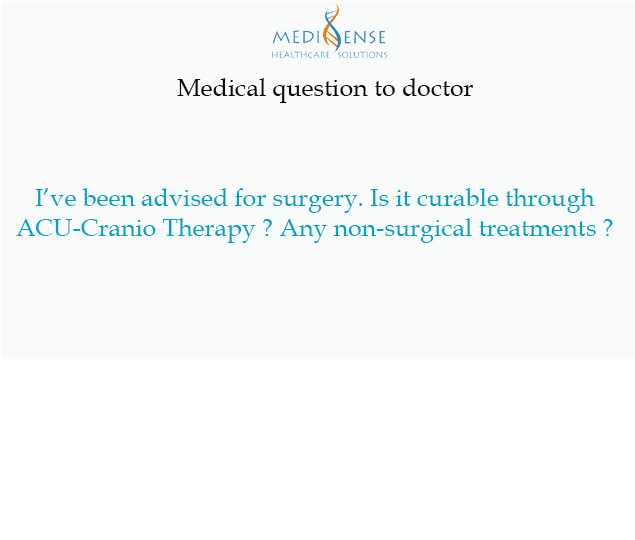 MEDISENSE
HEALTHCARE SOLUTIONS
Medical question to doctor
I’ve been advised for surgery. Is it curable through
ACU-Cranio Therapy ? Any non-surgical treatments ?